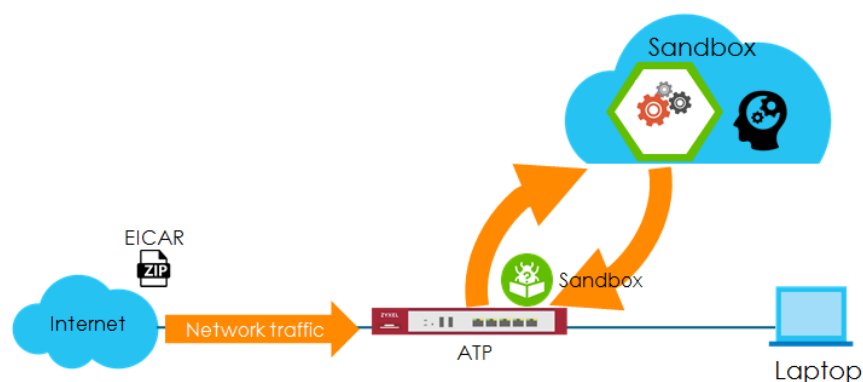 Sandbox
EICAR
ZIP
Sandbox
Internet
Network traffic
ZYXEL
ATP
Laptop